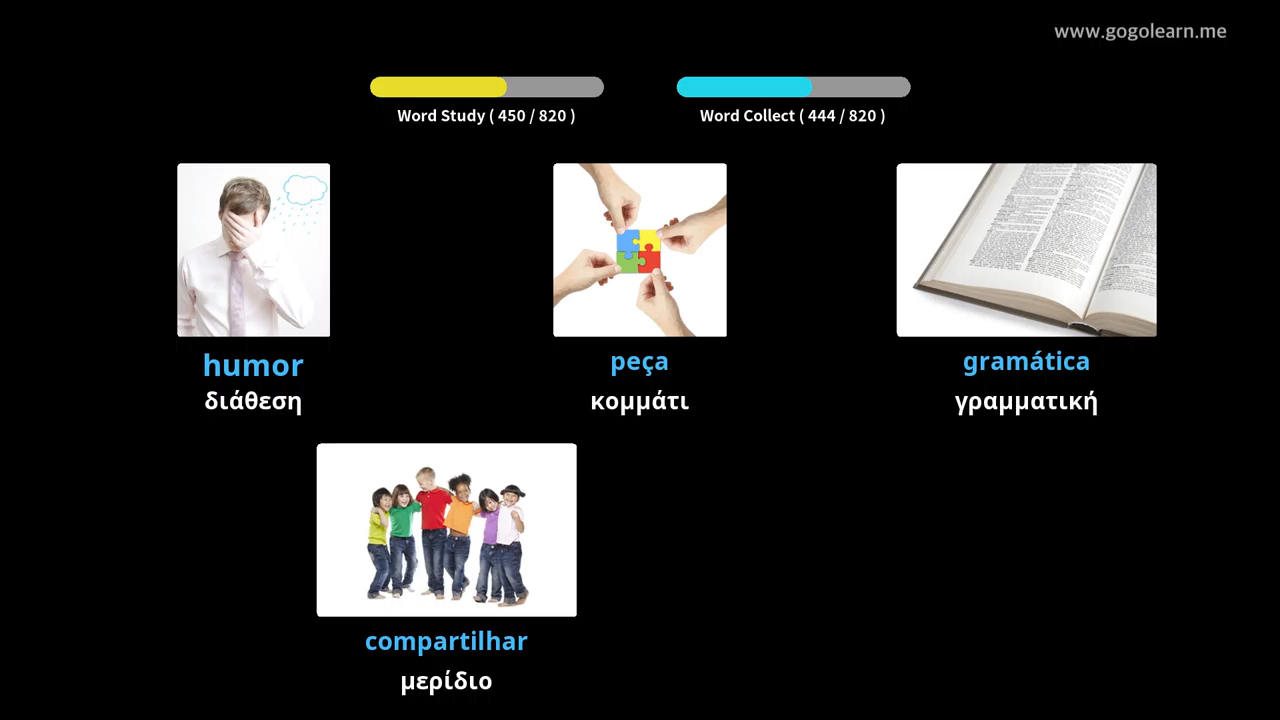 www.gogolearn.me
Word Study ( 450 / 820 )
Word Collect ( 444 / 820 )
humor
διάθεση
peça
κομμάτι
gramática
γραμματική
compartilhar
μερίδιο